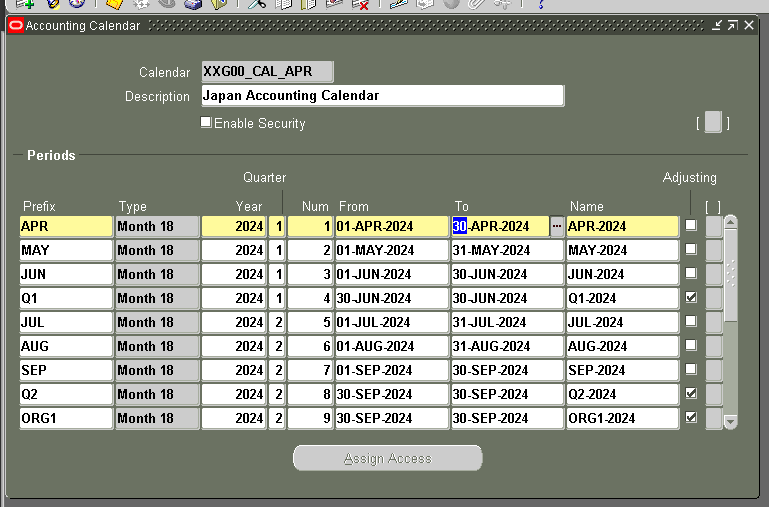 Accounting Calendar
Calendar XXG00_CAL_APR
Description Japan Accounting Calendar
Enable Security [ ]
Periods
Quarter Adjusting
Prefix Type Year Num From To Name [ ]
APR Month 18 2024 1 1 01-APR-2024 30-APR-2024 ... APR-2024
MAY Month 18 2024 1 2 01-MAY-2024 31-MAY-2024 MAY-2024
JUN Month 18 2024 1 3 01-JUN-2024 30-JUN-2024 JUN-2024
Q1 Month 18 2024 1 4 30-JUN-2024 30-JUN-2024 Q1-2024
JUL Month 18 2024 2 5 01-JUL-2024 31-JUL-2024 JUL-2024
AUG Month 18 2024 2 6 01-AUG-2024 31-AUG-2024 AUG-2024
SEP Month 18 2024 2 7 01-SEP-2024 30-SEP-2024 SEP-2024
Q2 Month 18 2024 2 8 30-SEP-2024 30-SEP-2024 Q2-2024
ORG1 Month 18 2024 2 9 30-SEP-2024 30-SEP-2024 ORG1-2024
Assign Access